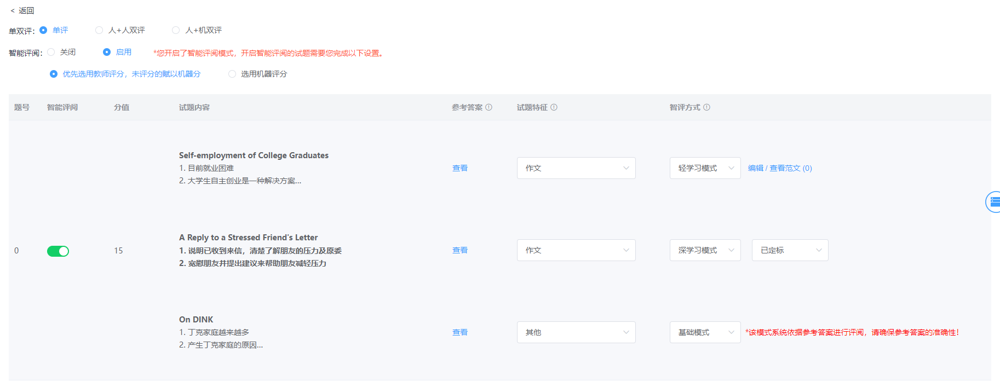 < 返回
单双评： 单评 人+人双评 人+机双评
智能评阅： 关闭 启用 *您开启了智能评阅模式，开启智能评阅的试题需要您完成以下设置。
优先选用教师评分，未评分的赋以机器分 选用机器评分
题号 智能评阅 分值 试题内容 参考答案 试题特征 智评方式
Self-employment of College Graduates
1. 目前就业困难 查看 作文 轻学习模式 编辑 / 查看范文 (0)
2. 大学生自主创业是一种解决方案...
A Reply to a Stressed Friend's Letter
0 15 1. 说明已收到来信，清楚了解朋友的压力及原委 查看 作文 深学习模式 已定标
2. 宽慰朋友并提出建议来帮助朋友减轻压力
On DINK
1. 丁克家庭越来越多 查看 其他 基础模式 *该模式系统依据参考答案进行评阅，请确保参考答案的准确性！
2. 产生丁克家庭的原因...